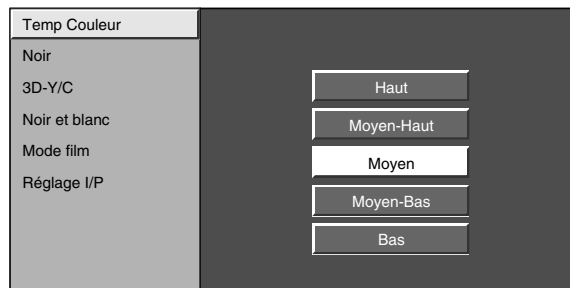 Temp Couleur
Noir
3D-Y/C
Noir et blanc
Mode film
Réglage I/P
Haut
Moyen-Haut
Moyen
Moyen-Bas
Bas